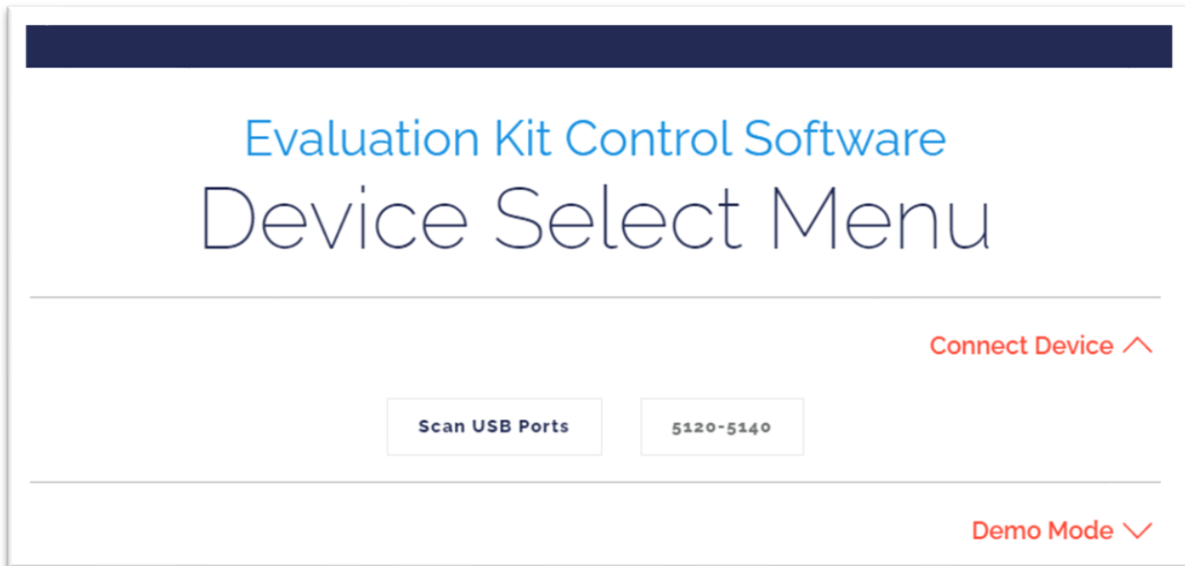 Evaluation Kit Control Software
Device Select Menu
Connect Device
Scan USB Ports
5120-5140
Demo Mode